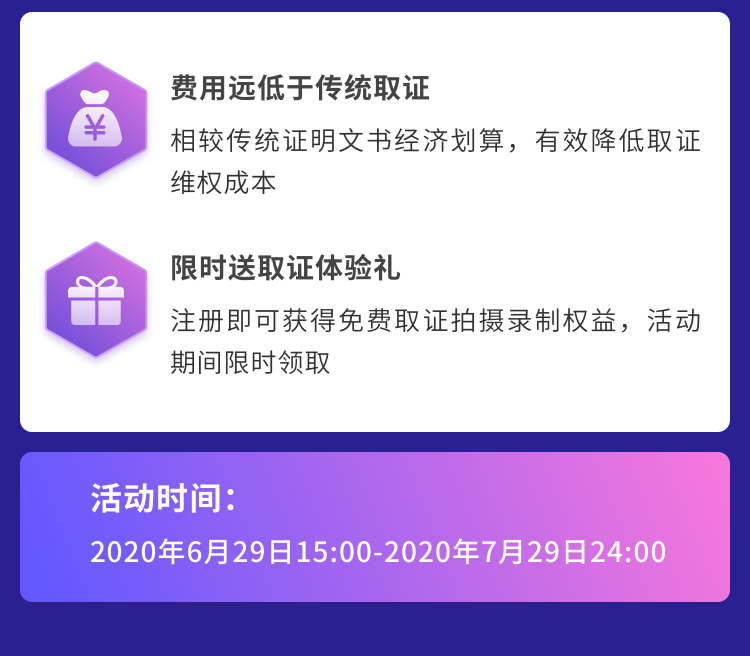 费用远低于传统取证
相较传统证明文书经济划算，有效降低取证
维权成本
限时送取证体验礼
注册即可获得免费取证拍摄录制权益，活动
期间限时领取
活动时间：
2020年6月29日15:00-2020年7月29日24:00